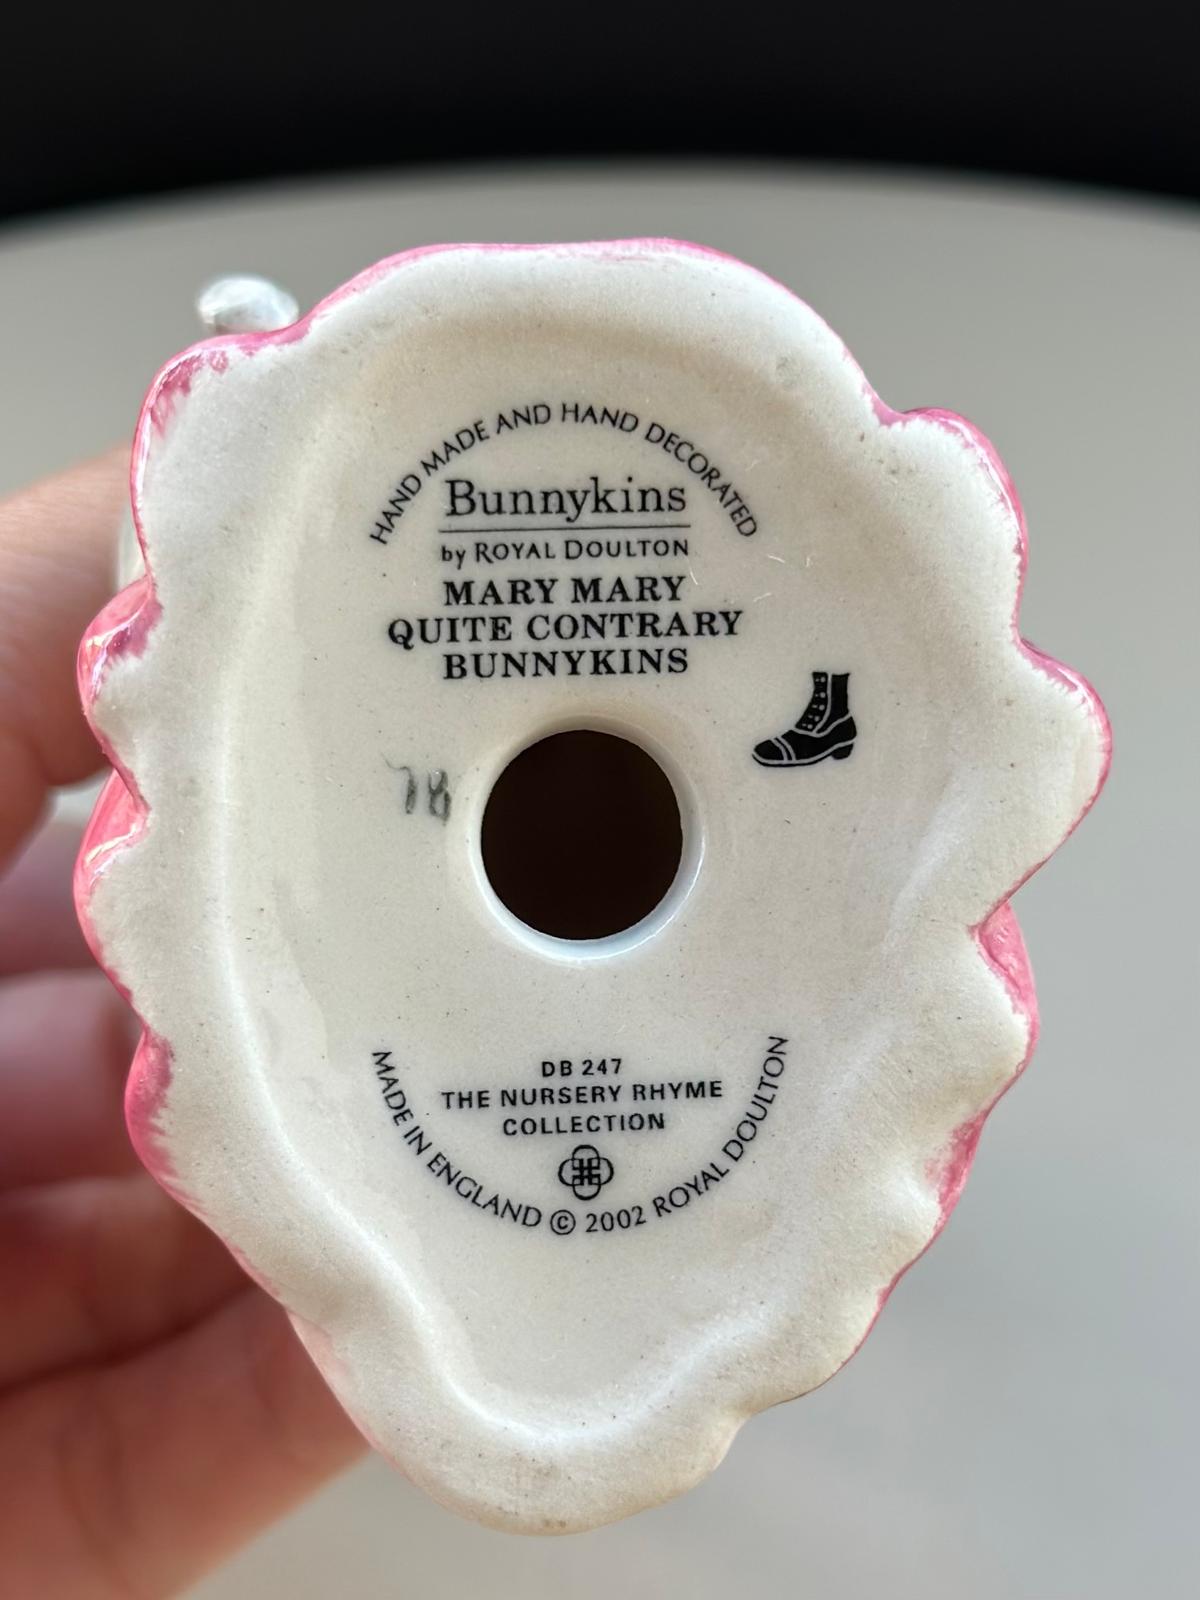 HAND MADE AND HAND DECORATED
Bunnykins
by ROYAL DOULTON
MARY MARY
QUITE CONTRARY
BUNNYKINS
78
DB 247
THE NURSERY RHYME
COLLECTION
MADE IN ENGLAND © 2002 ROYAL DOULTON